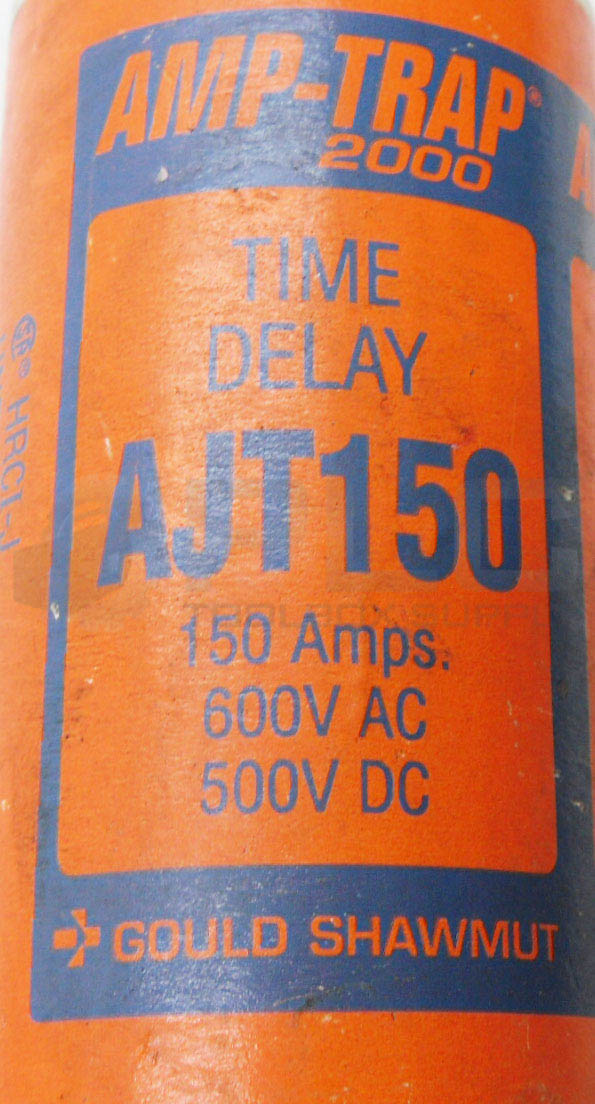 AMP-TRAP®
2000
TIME
DELAY
AJT150
150 Amps.
600V AC
500V DC
GOULD SHAWMUT
HRCI-J